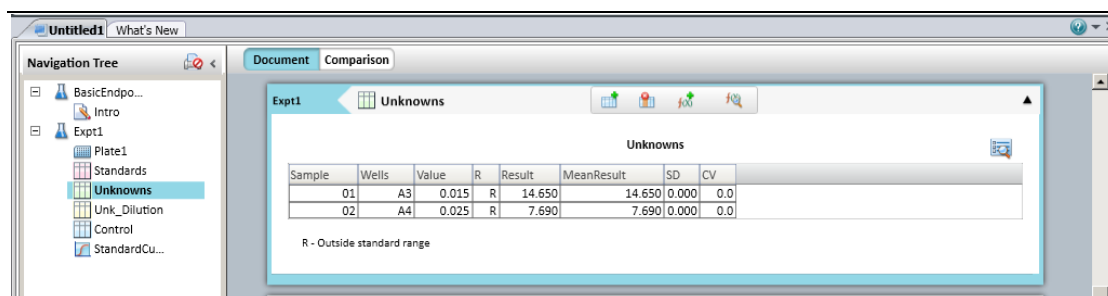 Untitled1 What's New
Navigation Tree
Document Comparison
BasicEndpo...
Intro
Expt1
Plate1
Standards
Unknowns
Unk_Dilution
Control
StandardCu...
Expt1 Unknowns
Unknowns
Sample Wells Value R Result MeanResult SD CV
01 A3 0.015 R 14.650 14.650 0.000 0.0
02 A4 0.025 R 7.690 7.690 0.000 0.0
R - Outside standard range